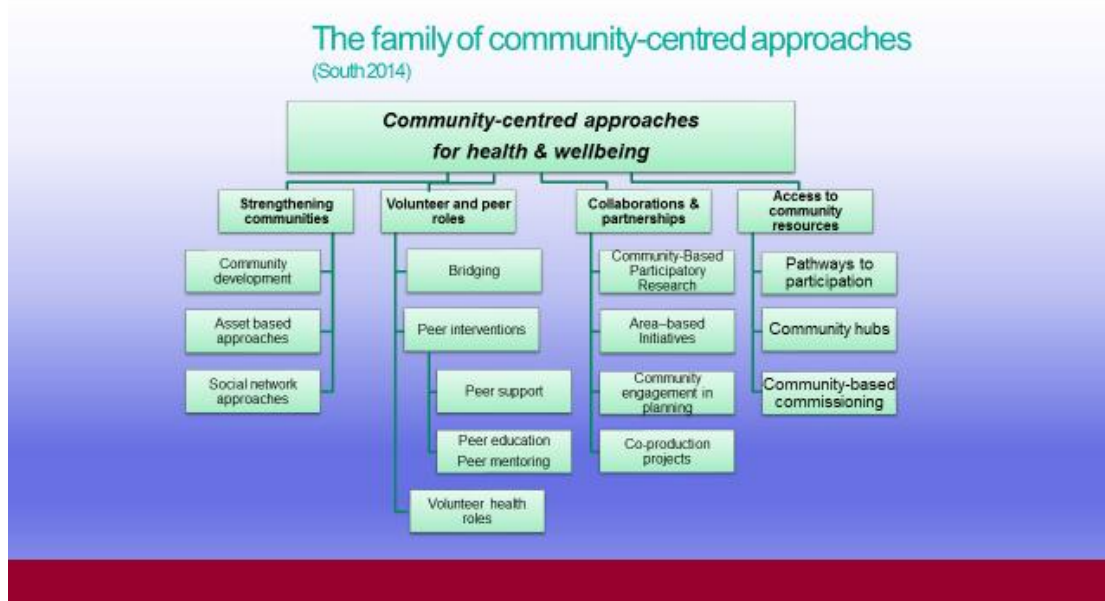 The family of community-centred approaches
(South 2014)
Community-centred approaches
for health & wellbeing
Strengthening
communities
Community
development
Asset based
approaches
Social network
approaches
Volunteer and peer
roles
Bridging
Peer interventions
Peer support
Peer education
Peer mentoring
Volunteer health
roles
Collaborations &
partnerships
Community-Based
Participatory
Research
Area–based
Initiatives
Community
engagement in
planning
Co-production
projects
Access to
community
resources
Pathways to
participation
Community hubs
Community-based
commissioning